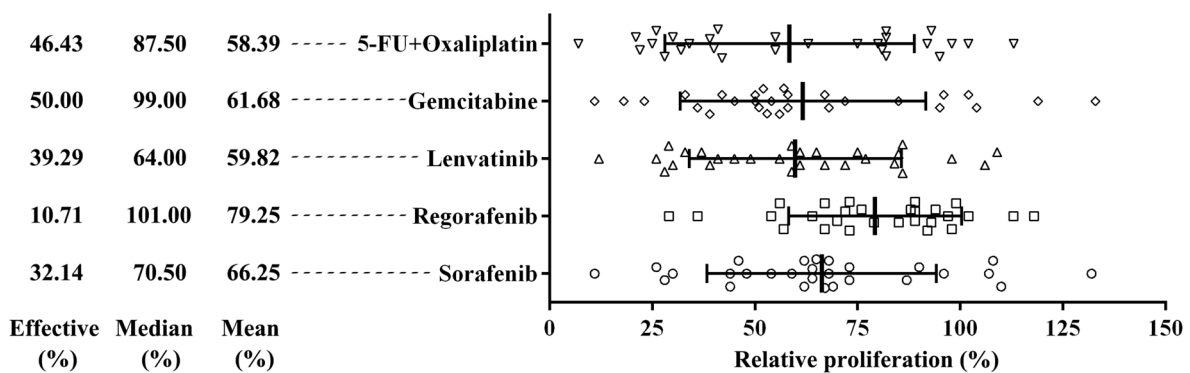 46.43 87.50 58.39 ----- 5-FU+Oxaliplatin
50.00 99.00 61.68 ----------- Gemcitabine
39.29 64.00 59.82 ------------ Lenvatinib
10.71 101.00 79.25 ----------- Regorafenib
32.14 70.50 66.25 ------------- Sorafenib
Effective Median Mean
(%) (%) (%)
0 25 50 75 100 125 150
Relative proliferation (%)